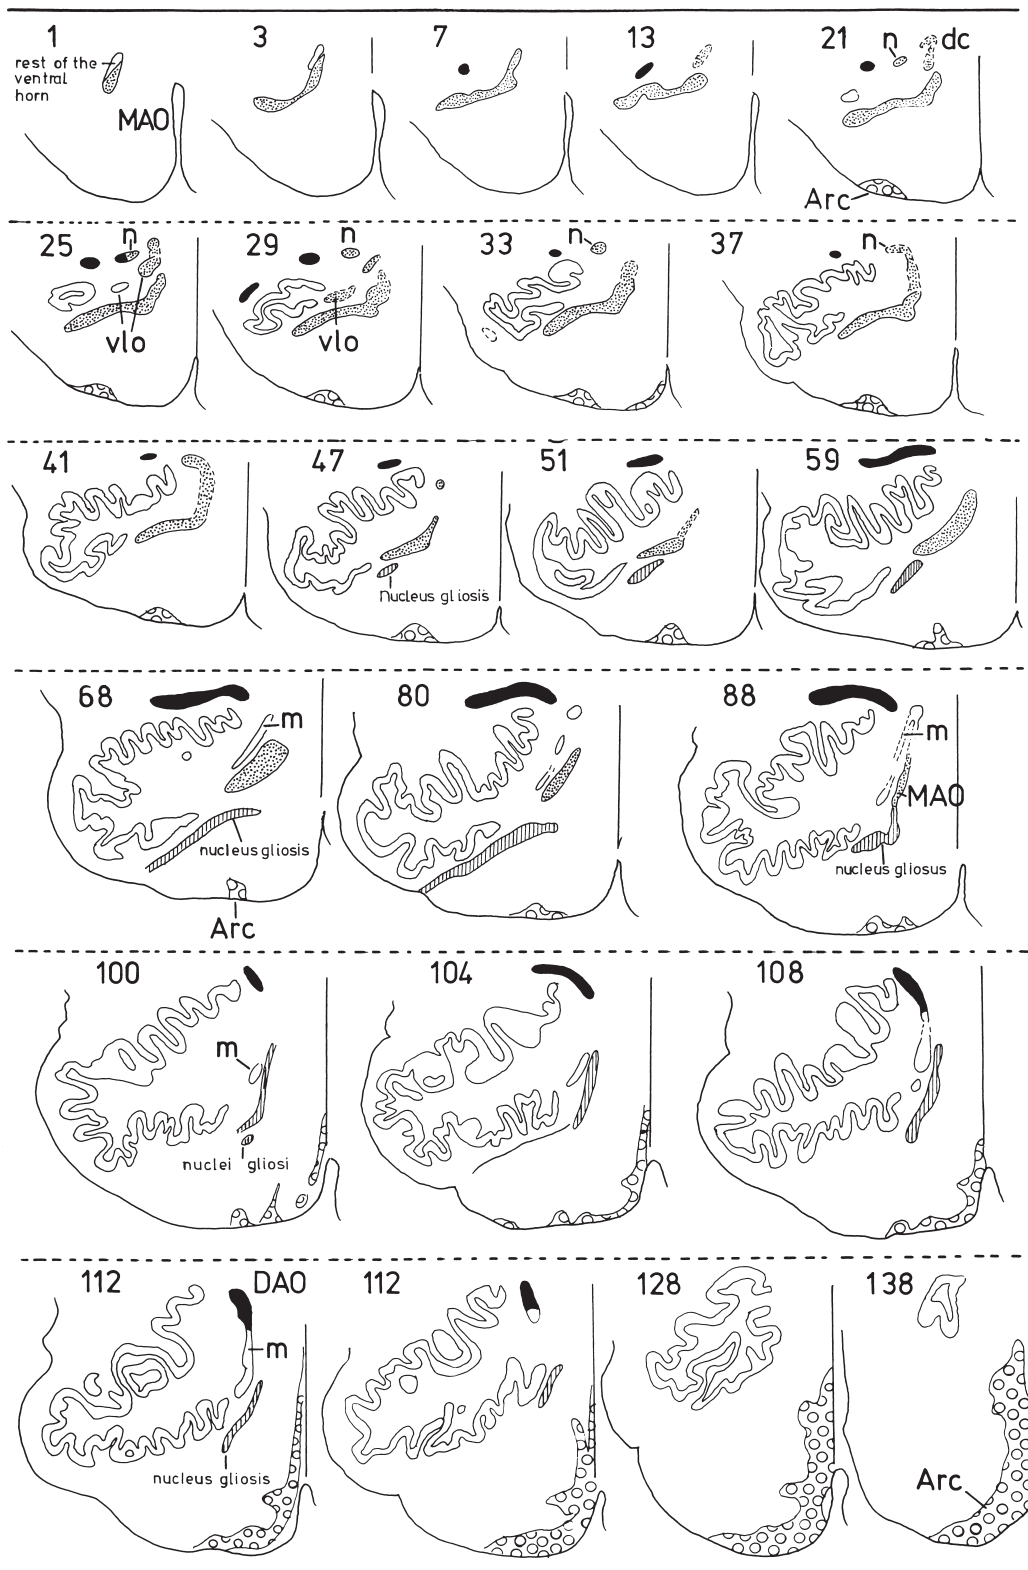 1 3 7 13 21 n dc
rest of the
ventral
horn
MAO
Arc
25 n 29 n 33 n 37 n
vlo vlo
41 47 51 59
nucleus gliosis
68 m 80 88 m
MAO
nucleus gliosis
nucleus gliosus
Arc
100 104 108
m
nuclei gliosi
112 DAO 112 128 138
m
nucleus gliosis
Arc